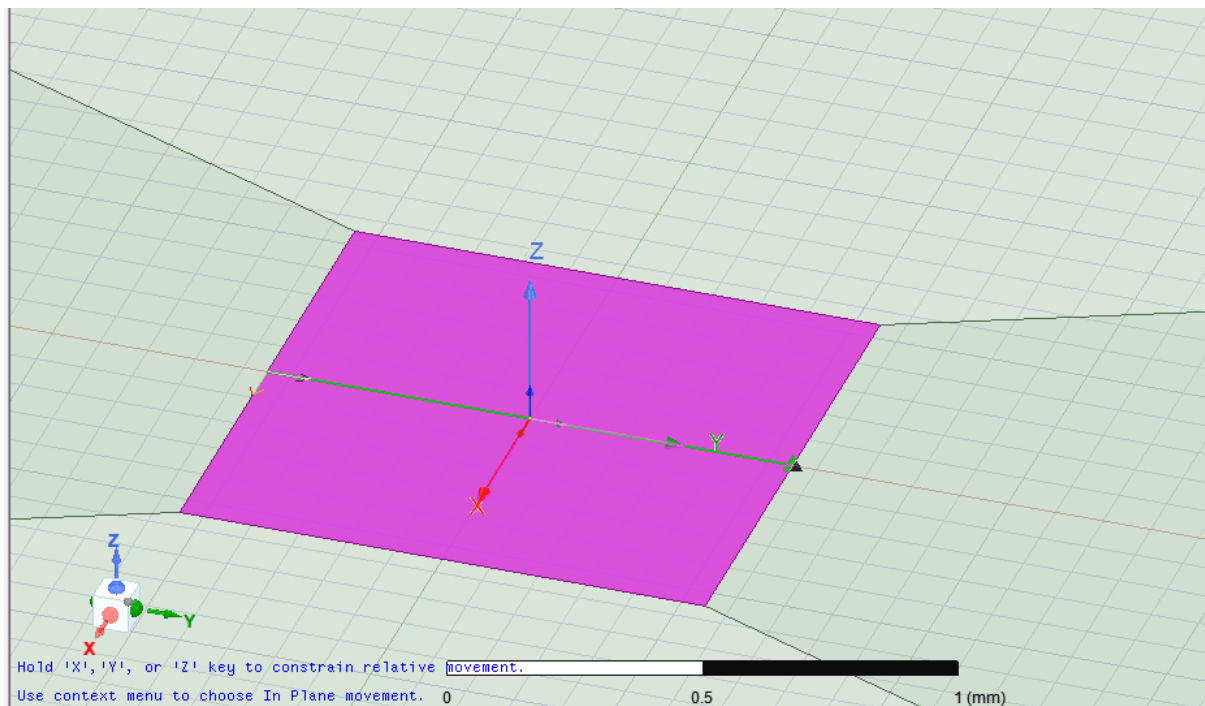 Z
Y
X
Z
Y
X
Hold 'X','Y', or 'Z' key to constrain relative movement.
Use context menu to choose In Plane movement.
0 0.5 1 (mm)